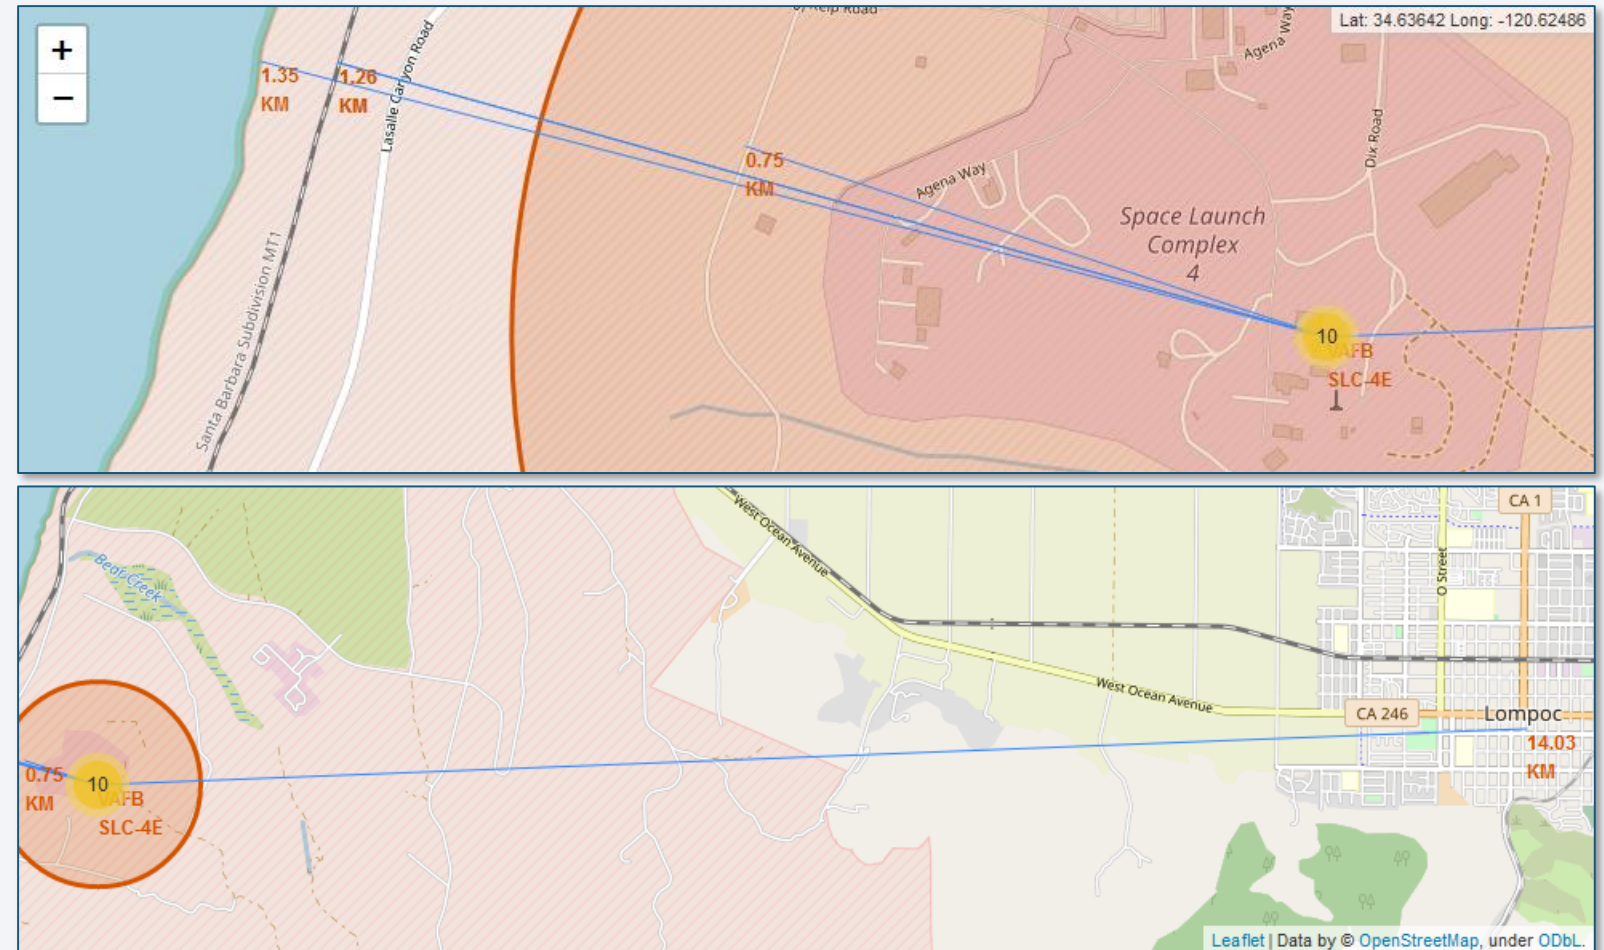 Kelp Road
Lat: 34.63642 Long: -120.62486
+
−
Agena Way
1.35
KM
1.26
KM
Lasalle Canyon Road
0.75
KM
Agena Way
Dix Road
Space Launch
Complex
4
Santa Barbara Subdivision MT1
10
VAFB
SLC-4E
CA 1
West Ocean Avenue
O Street
Bear Creek
West Ocean Avenue
CA 246
Lompoc
14.03
KM
0.75
KM
10
VAFB
SLC-4E
Leaflet | Data by © OpenStreetMap, under ODbL.